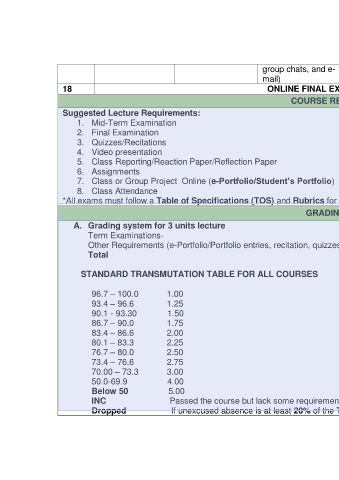 group chats, and e-
mail)
18 ONLINE FINAL EX
COURSE RE
Suggested Lecture Requirements:
1. Mid-Term Examination
2. Final Examination
3. Quizzes/Recitations
4. Video presentation
5. Class Reporting/Reaction Paper/Reflection Paper
6. Assignments
7. Class or Group Project Online (e-Portfolio/Student's Portfolio)
8. Class Attendance
*All exams must follow a Table of Specifications (TOS) and Rubrics for
GRADIN
A. Grading system for 3 units lecture
Term Examinations-
Other Requirements (e-Portfolio/Portfolio entries, recitation, quizzes
Total
STANDARD TRANSMUTATION TABLE FOR ALL COURSES
96.7 – 100.0 1.00
93.4 – 96.6 1.25
90.1 - 93.30 1.50
86.7 – 90.0 1.75
83.4 – 86.6 2.00
80.1 – 83.3 2.25
76.7 – 80.0 2.50
73.4 – 76.6 2.75
70.00 – 73.3 3.00
50.0-69.9 4.00
Below 50 5.00
INC Passed the course but lack some requiremen
Dropped If unexcused absence is at least 20% of the T